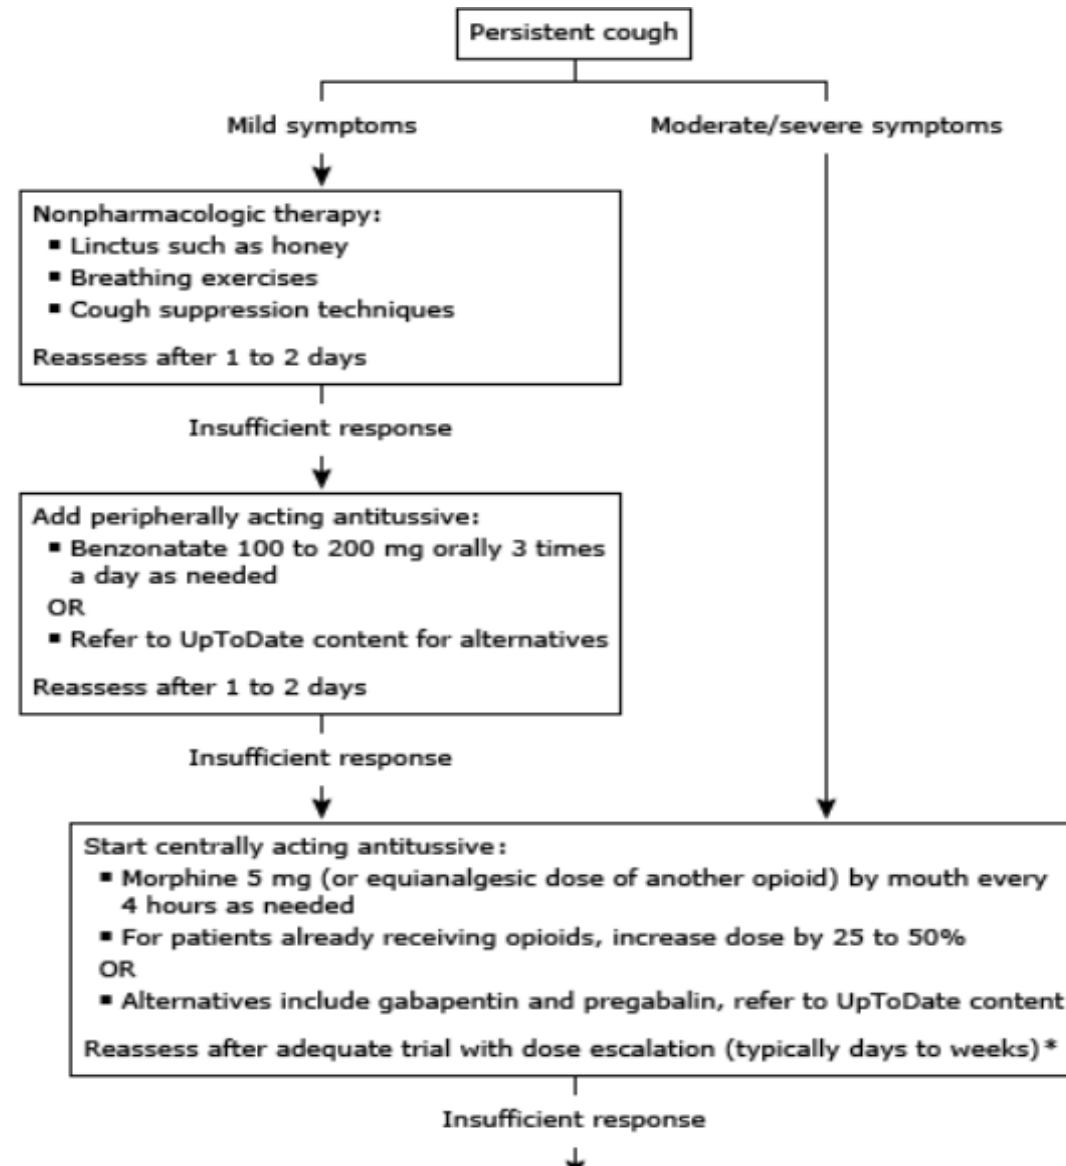 Persistent cough
Mild symptoms
Moderate/severe symptoms
Nonpharmacologic therapy:
▪ Linctus such as honey
▪ Breathing exercises
▪ Cough suppression techniques
Reassess after 1 to 2 days
Insufficient response
Add peripherally acting antitussive:
▪ Benzonatate 100 to 200 mg orally 3 times
a day as needed
OR
▪ Refer to UpToDate content for alternatives
Reassess after 1 to 2 days
Insufficient response
Start centrally acting antitussive:
▪ Morphine 5 mg (or equianalgesic dose of another opioid) by mouth every
4 hours as needed
▪ For patients already receiving opioids, increase dose by 25 to 50%
OR
▪ Alternatives include gabapentin and pregabalin, refer to UpToDate content
Reassess after adequate trial with dose escalation (typically days to weeks)*
Insufficient response